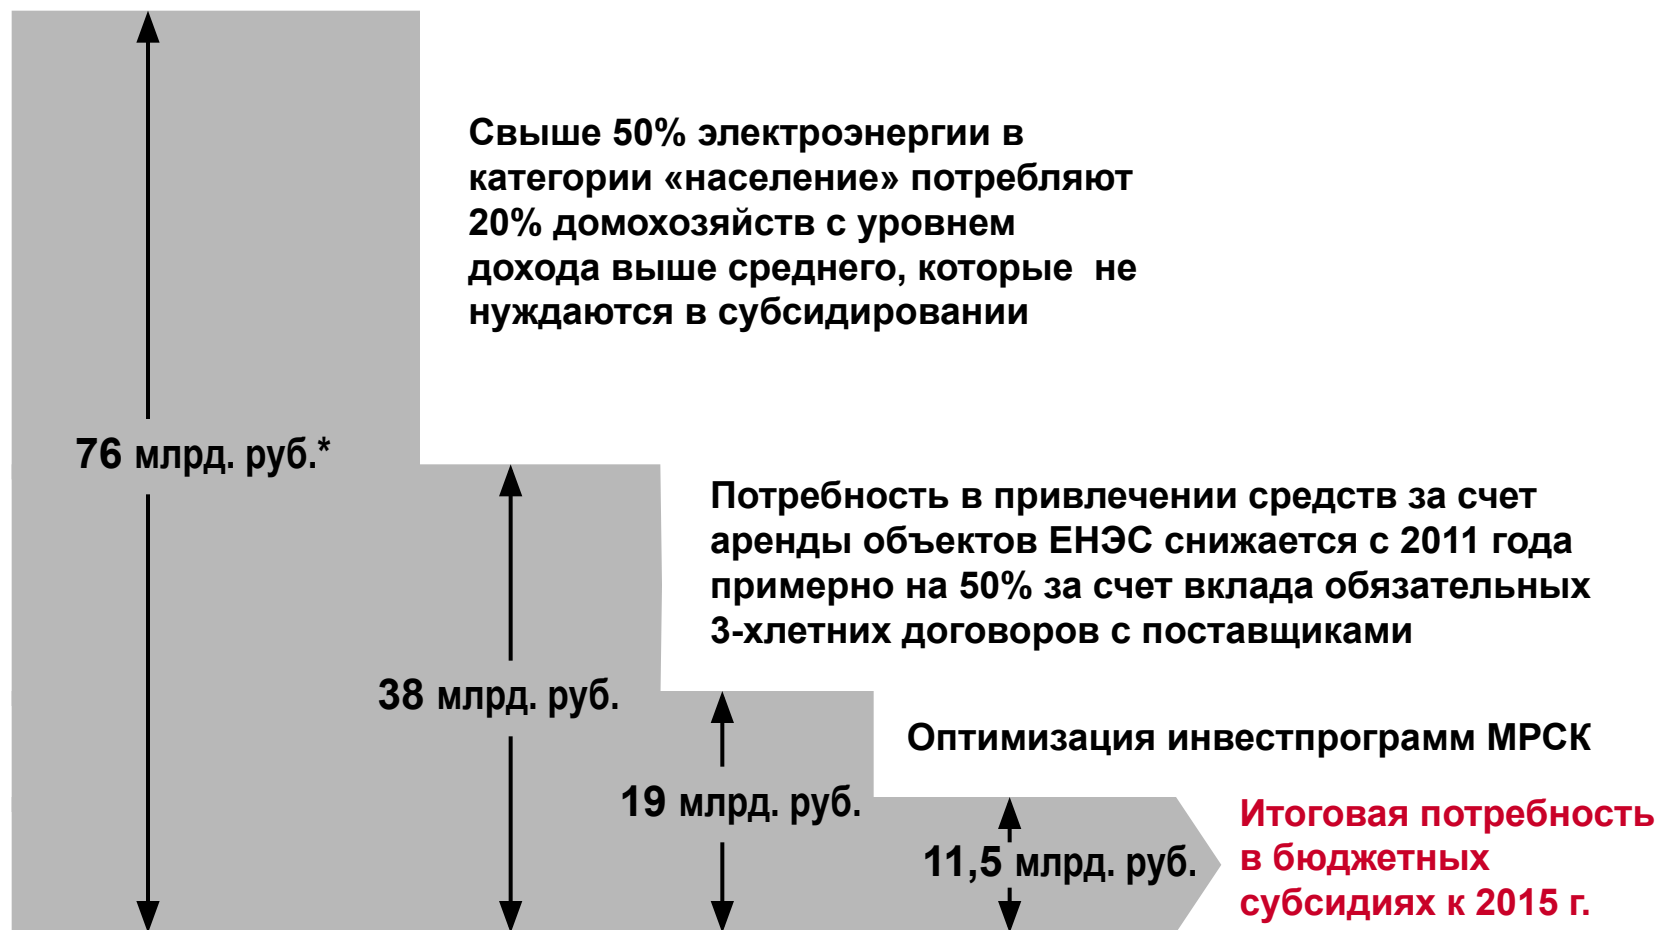 Свыше 50% электроэнергии в
категории «население» потребляют
20% домохозяйств с уровнем
дохода выше среднего, которые  не
нуждаются в субсидировании
76 млрд. руб.*
Потребность в привлечении средств за счет
аренды объектов ЕНЭС снижается с 2011 года
примерно на 50% за счет вклада обязательных
3-хлетних договоров с поставщиками
38 млрд. руб.
Оптимизация инвестпрограмм МРСК
19 млрд. руб.
11,5 млрд. руб.
Итоговая потребность
в бюджетных
субсидиях к 2015 г.